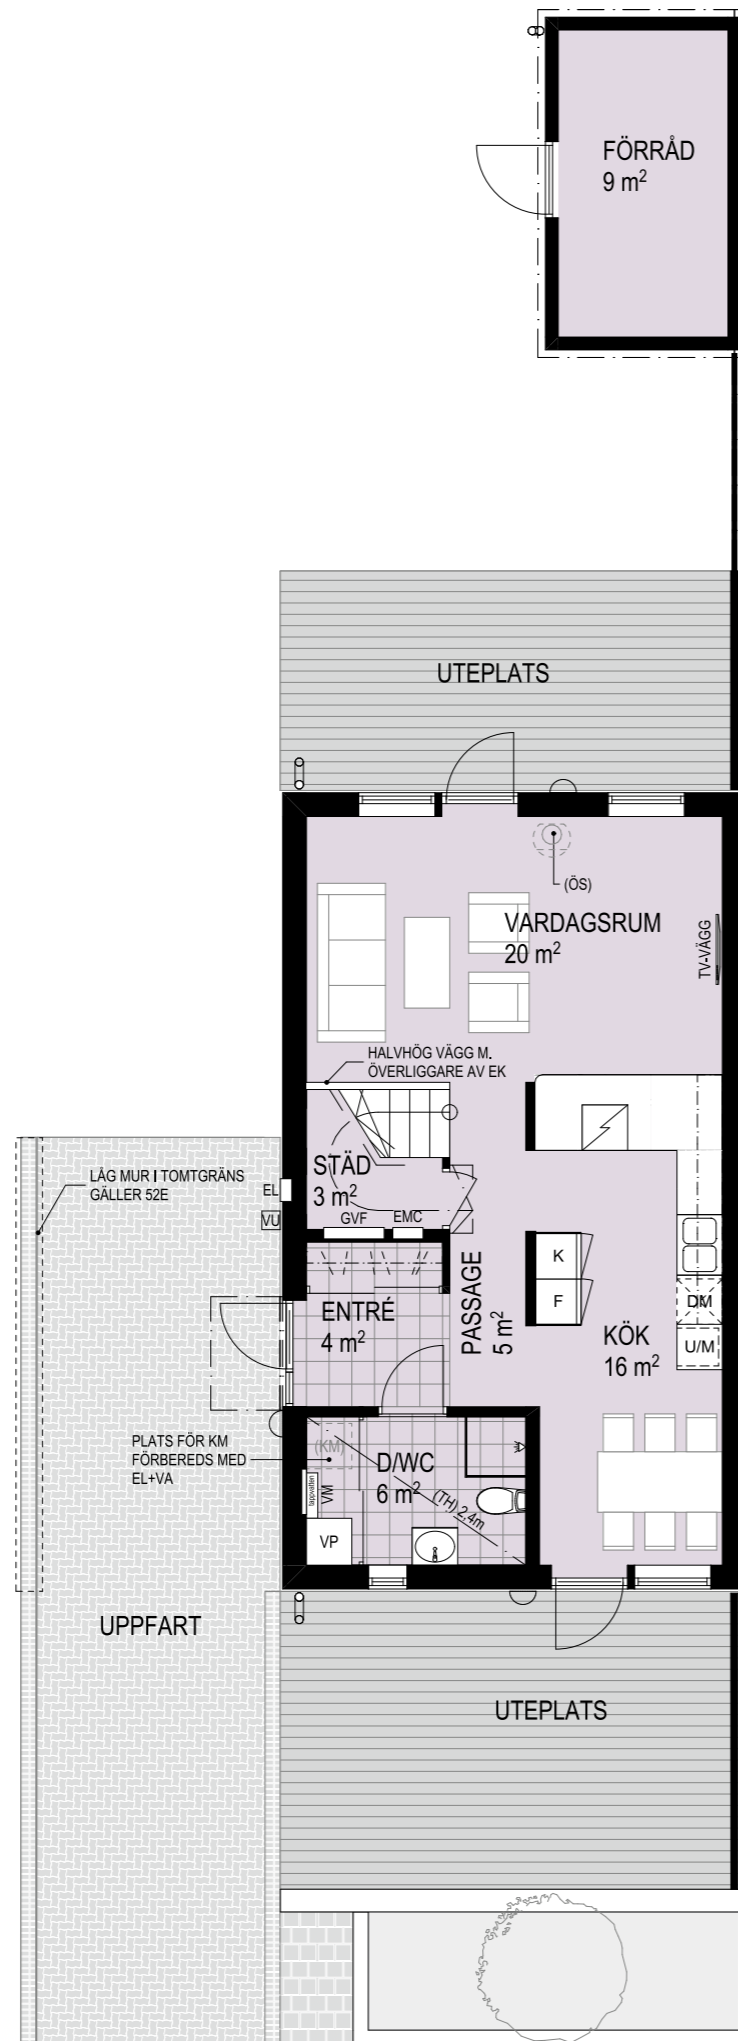 FÖRRÅD
9 m²
UTEPLATS
(ÖS)
VARDAGSRUM
20 m²
TV-VÄGG
HALVHÖG VÄGG M.
ÖVERLIGGARE AV EK
LÅG MUR I TOMTGRÄNS
GÄLLER 52E
EL
VU
STÄD
3 m²
GVF
EMC
K
F
PASSAGE
5 m²
ENTRÉ
4 m²
KÖK
16 m²
DM
U/M
PLATS FÖR KM
FÖRBEREDS MED
EL+VA
(KM)
D/WC
6 m²
(TH) 2,4m
tappvatten
VM
VP
UPPFART
UTEPLATS